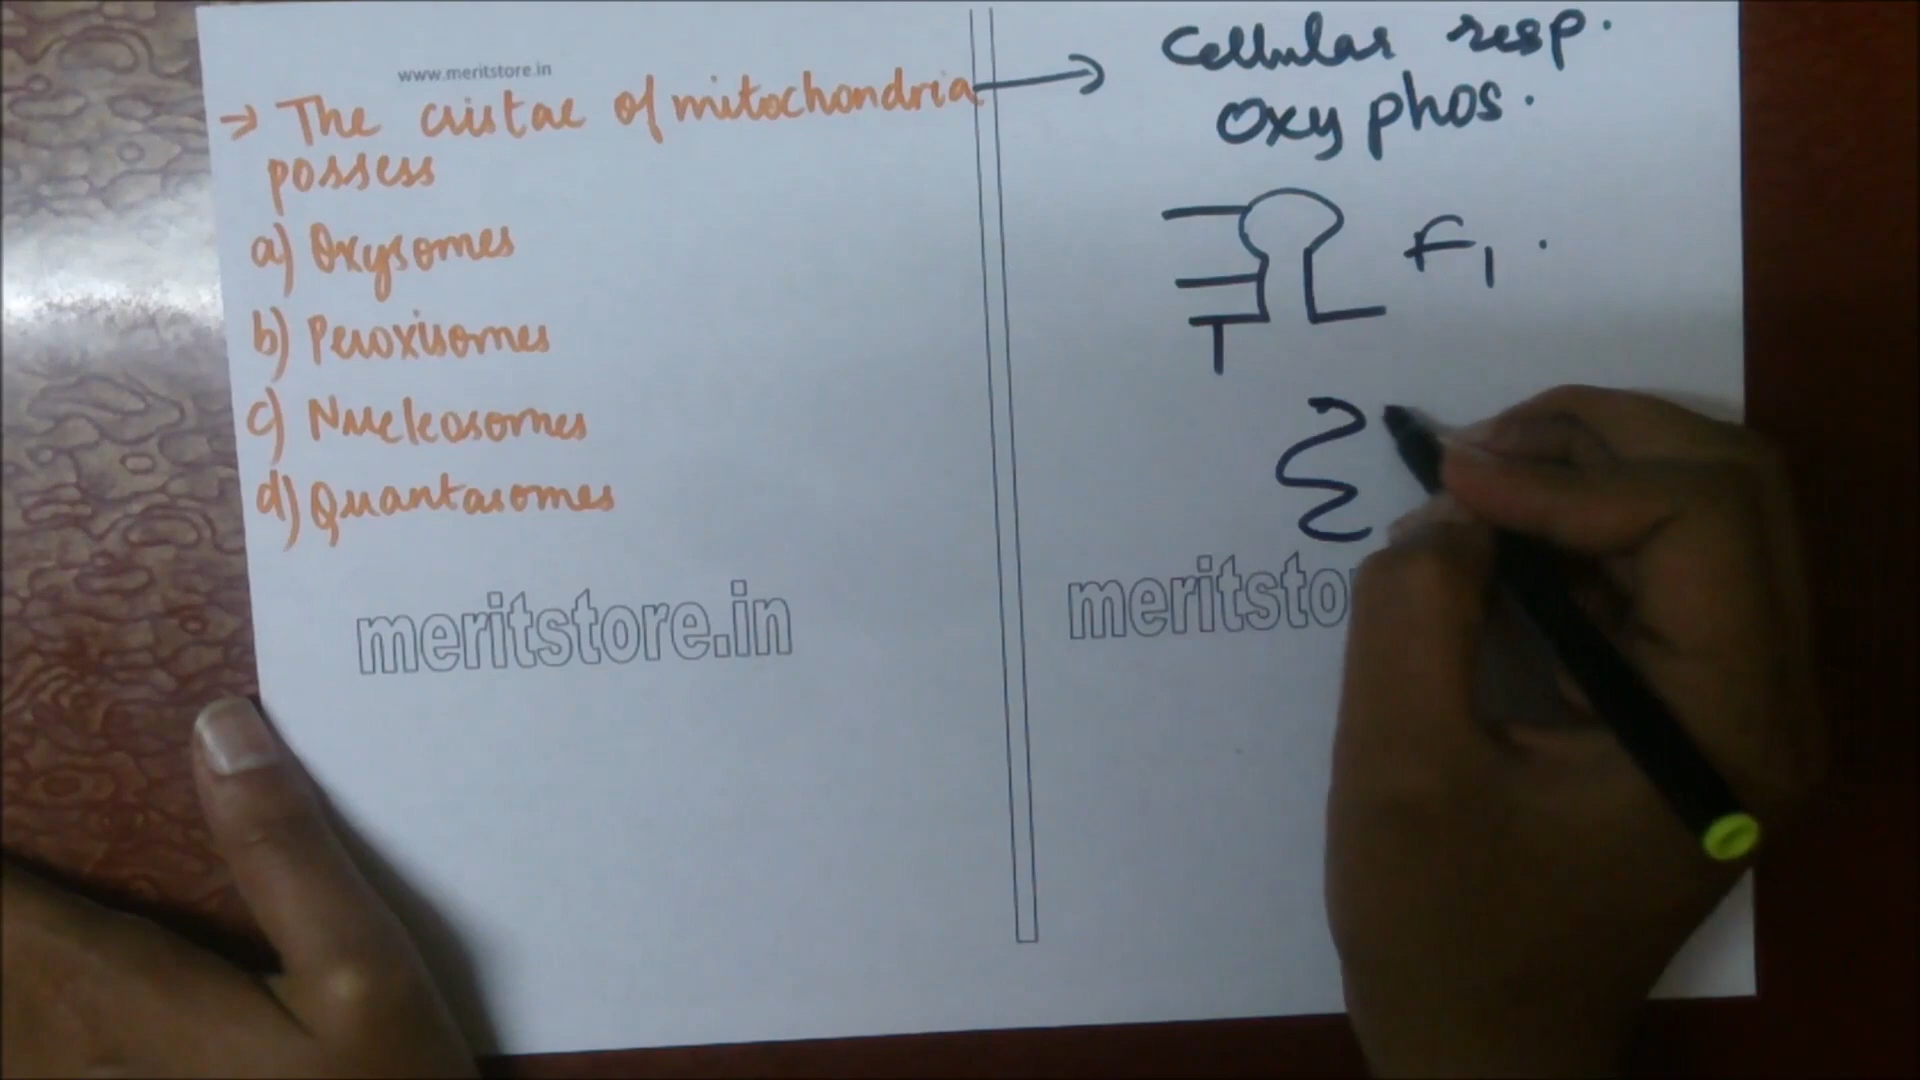 www.meritstore.in
→ The cristae of mitochondria
possess
a) Oxysomes
b) Peroxisomes
c) Nucleosomes
d) Quantasomes
meritstore.in
→ Cellular resp.
Oxy phos.
F1.
meritsto